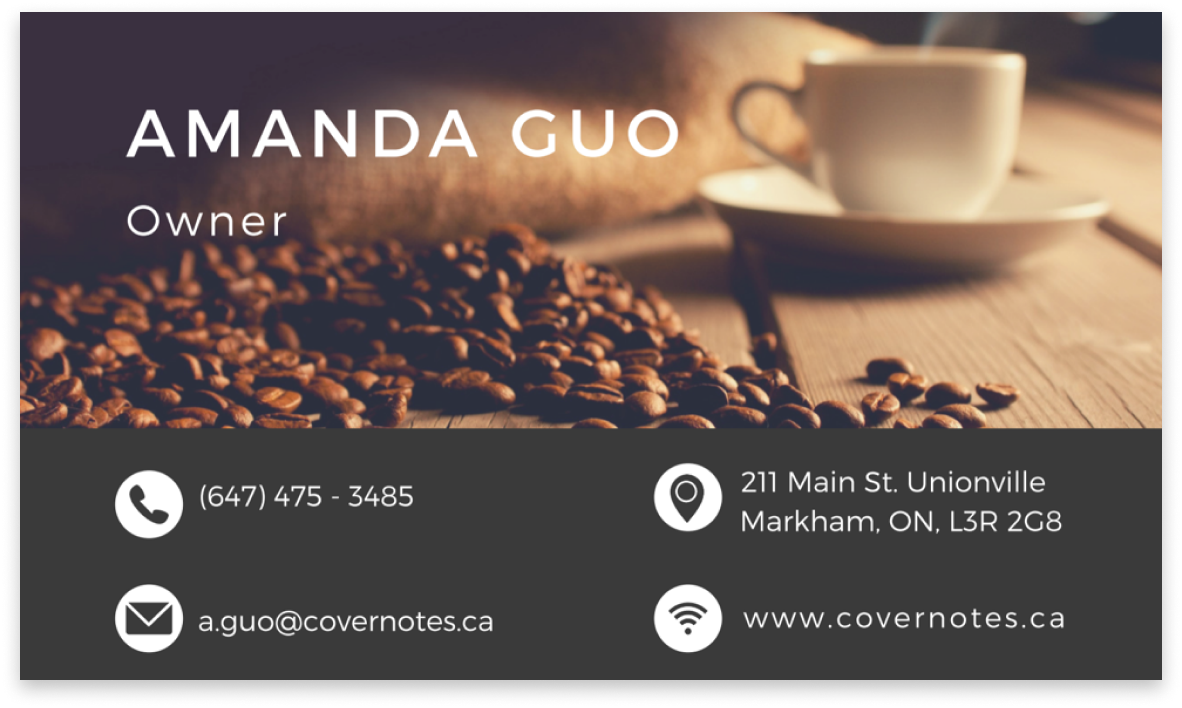 AMANDA GUO
Owner
(647) 475 - 3485
211 Main St. Unionville
Markham, ON, L3R 2G8
a.guo@covernotes.ca
www.covernotes.ca